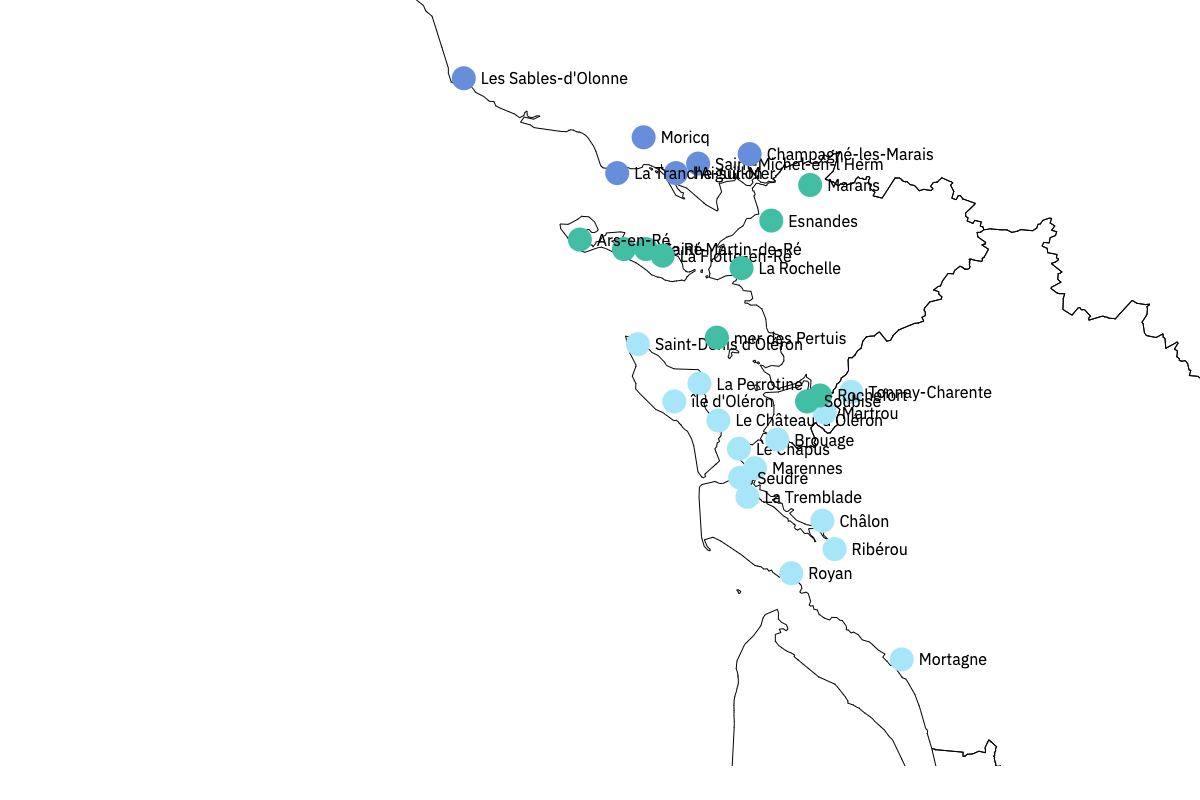 Les Sables-d'Olonne
Moricq
Champagné-les-Marais
Saint-Michel-en-l'Herm
La Tranche-sur-Mer
Marans
Esnandes
Ars-en-Ré
Saint-Martin-de-Ré
La Flotte-en-Ré
La Rochelle
mer des Pertuis
Saint-Denis d'Oléron
La Perrotine
Tonnay-Charente
Rochefort
île d'Oléron
Soubise
Martrou
Le Château d'Oléron
Brouage
Le Chapus
Marennes
Seudre
La Tremblade
Châlon
Ribérou
Royan
Mortagne